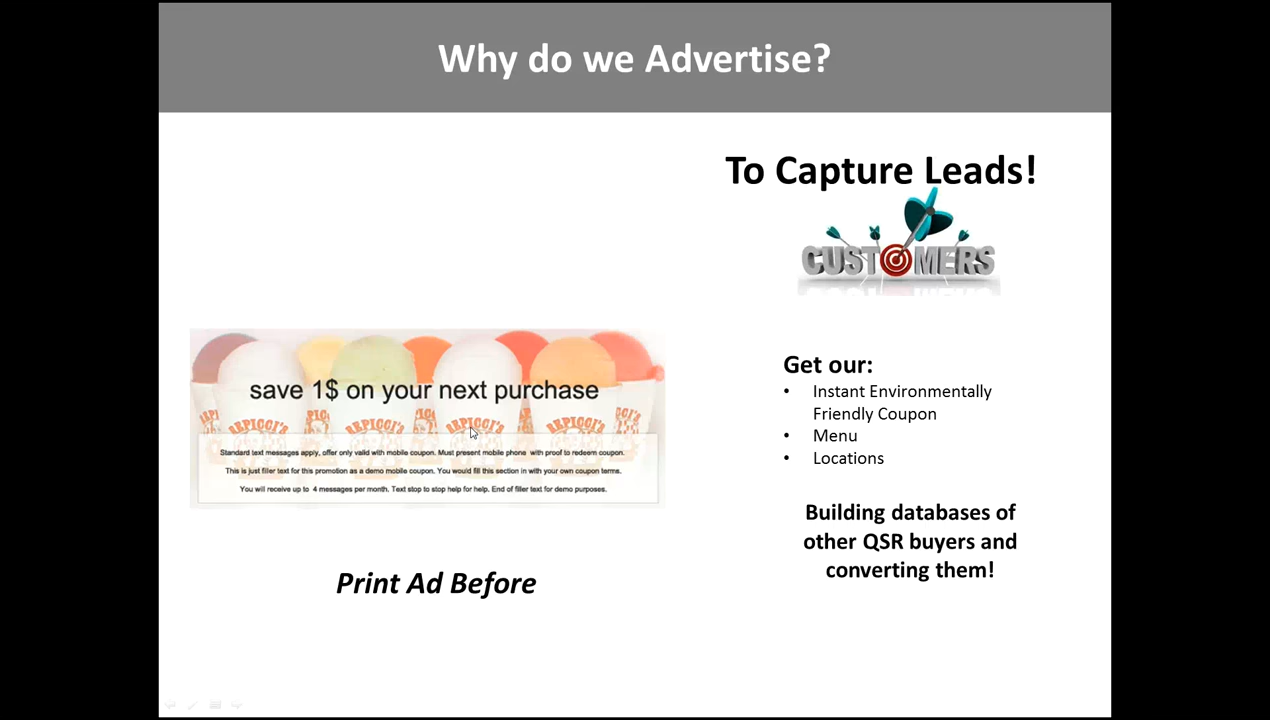 Why do we Advertise?
To Capture Leads!
CUSTOMERS
save 1$ on your next purchase
REPICCI'S
REPICCI'S
REPICCI'S
REPICCI'S
Standard text messages apply, offer only valid with mobile coupon. Must present mobile phone with proof to redeem coupon.
This is just filler text for this promotion as a demo mobile coupon. You would fill this section in with your own coupon terms.
You will receive up to 4 messages per month. Text stop to stop help for help. End of filler text for demo purposes.
Print Ad Before
Get our:
• Instant Environmentally
Friendly Coupon
• Menu
• Locations
Building databases of
other QSR buyers and
converting them!